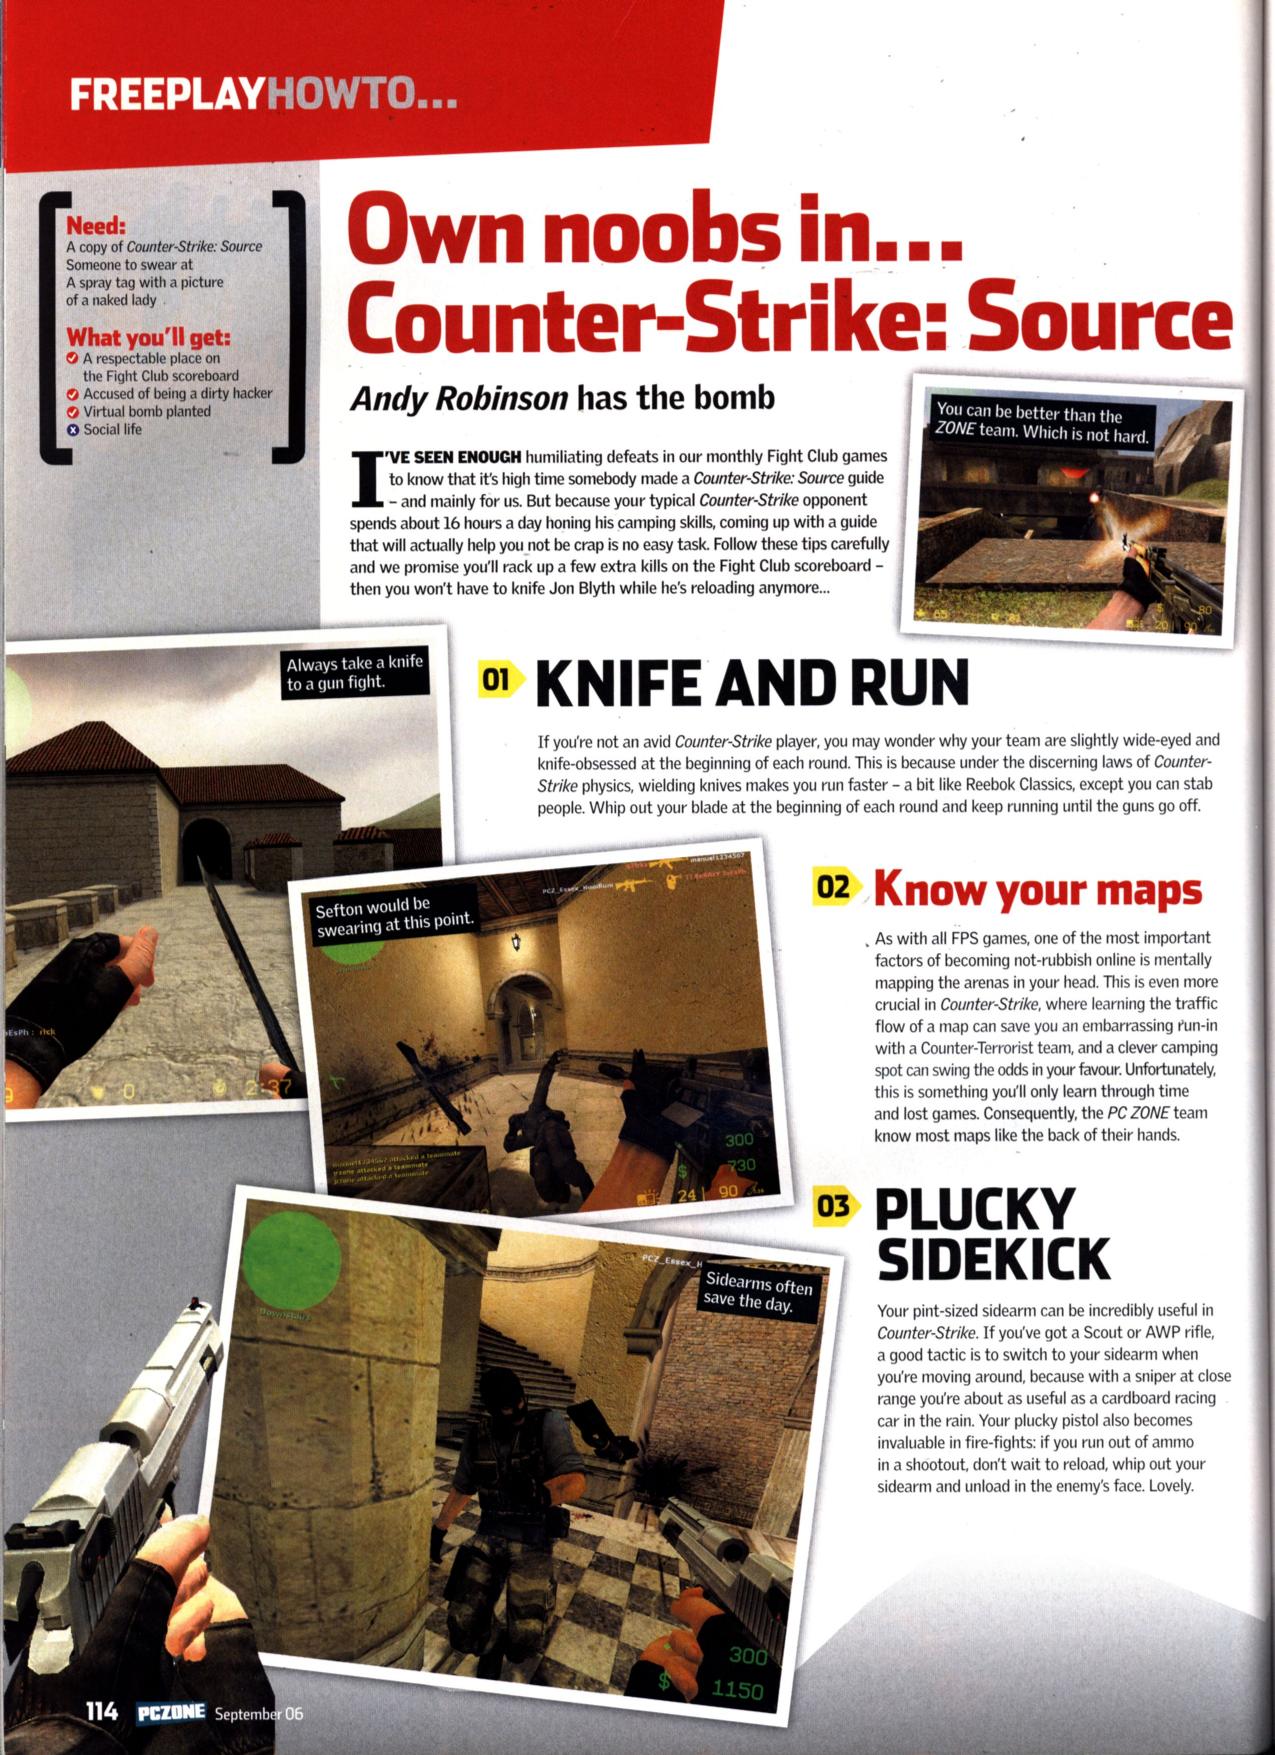 FREEPLAYHOWTO...
Need:
A copy of Counter-Strike: Source
Someone to swear at
A spray tag with a picture
of a naked lady
What you'll get:
A respectable place on
the Fight Club scoreboard
Accused of being a dirty hacker
Virtual bomb planted
Social life
Own noobs in...
Counter-Strike: Source
Andy Robinson has the bomb
I'VE SEEN ENOUGH humiliating defeats in our monthly Fight Club games
to know that it's high time somebody made a Counter-Strike: Source guide
– and mainly for us. But because your typical Counter-Strike opponent
spends about 16 hours a day honing his camping skills, coming up with a guide
that will actually help you not be crap is no easy task. Follow these tips carefully
and we promise you'll rack up a few extra kills on the Fight Club scoreboard –
then you won't have to knife Jon Blyth while he's reloading anymore...
You can be better than the
ZONE team. Which is not hard.
Always take a knife
to a gun fight.
0
2:37
01 KNIFE AND RUN
If you're not an avid Counter-Strike player, you may wonder why your team are slightly wide-eyed and
knife-obsessed at the beginning of each round. This is because under the discerning laws of Counter-
Strike physics, wielding knives makes you run faster – a bit like Reebok Classics, except you can stab
people. Whip out your blade at the beginning of each round and keep running until the guns go off.
Sefton would be
swearing at this point.
manuel1234567
attacked a teammate
pzone attacked a teammate
pzone attacked a teammate
300
$ 730
24 | 90
02 Know your maps
As with all FPS games, one of the most important
factors of becoming not-rubbish online is mentally
mapping the arenas in your head. This is even more
crucial in Counter-Strike, where learning the traffic
flow of a map can save you an embarrassing run-in
with a Counter-Terrorist team, and a clever camping
spot can swing the odds in your favour. Unfortunately,
this is something you'll only learn through time
and lost games. Consequently, the PC ZONE team
know most maps like the back of their hands.
03 PLUCKY
SIDEKICK
Your pint-sized sidearm can be incredibly useful in
Counter-Strike. If you've got a Scout or AWP rifle,
a good tactic is to switch to your sidearm when
you're moving around, because with a sniper at close
range you're about as useful as a cardboard racing
car in the rain. Your plucky pistol also becomes
invaluable in fire-fights: if you run out of ammo
in a shootout, don't wait to reload, whip out your
sidearm and unload in the enemy's face. Lovely.
PCZ_Essex_H
Sidearms often
save the day.
Downstairs
300
$ 1150
114 PCZONE September 06